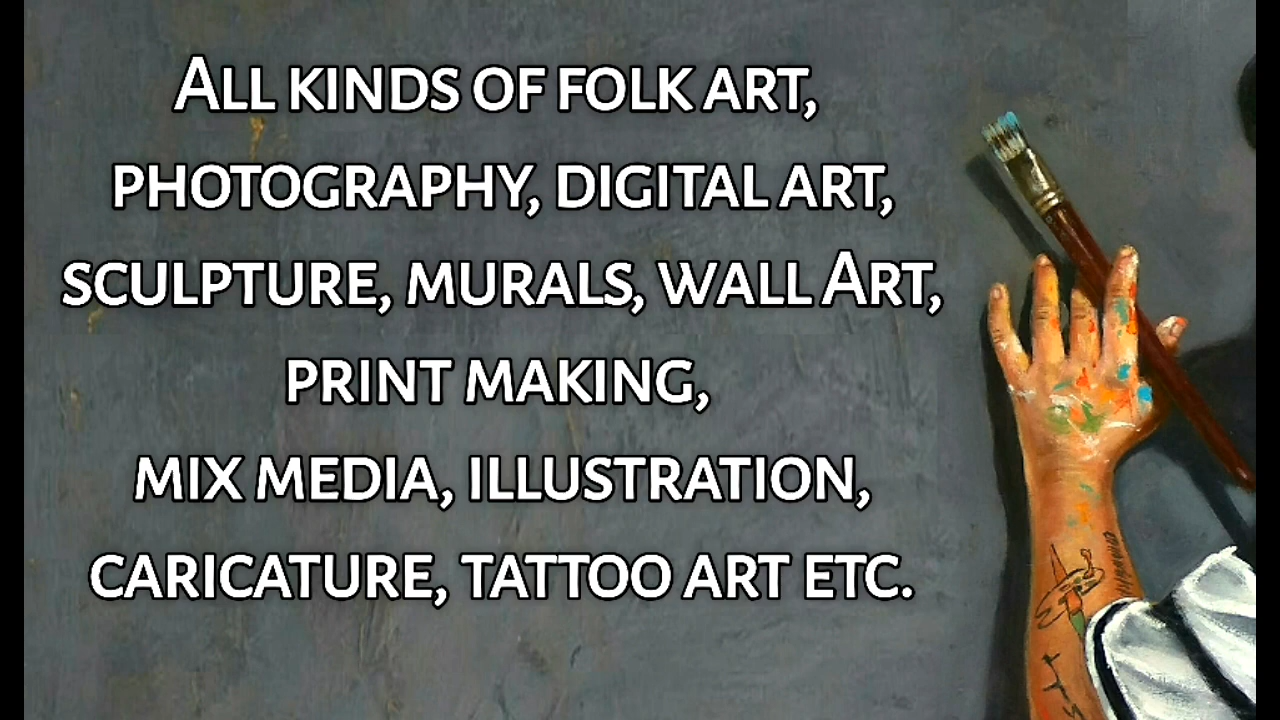 All kinds of folk art,
photography, digital art,
sculpture, murals, wall Art,
print making,
mix media, illustration,
caricature, tattoo art etc.